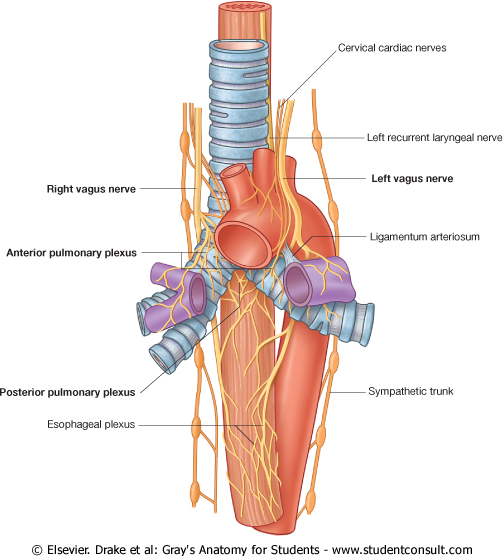 Cervical cardiac nerves
Left recurrent laryngeal nerve
Right vagus nerve
Left vagus nerve
Ligamentum arteriosum
Anterior pulmonary plexus
Posterior pulmonary plexus
Sympathetic trunk
Esophageal plexus
© Elsevier. Drake et al: Gray's Anatomy for Students - www.studentconsult.com